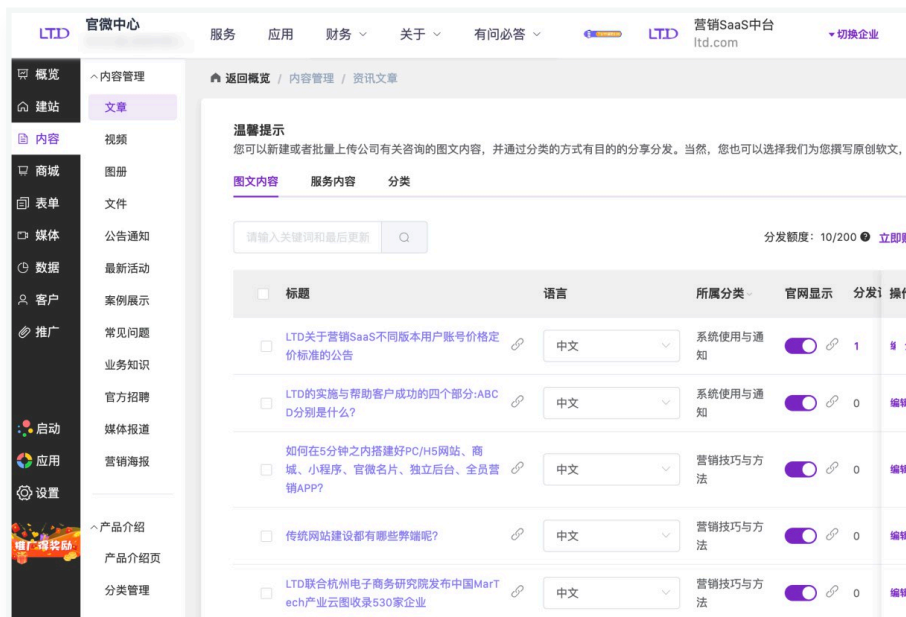 LTD 官微中心
服务 应用 财务 关于 有问必答
LTD 营销SaaS中台
ltd.com
切换企业
概览
建站
内容
商城
表单
媒体
数据
客户
推广
启动
应用
设置
推广得奖励
内容管理
文章
视频
图册
文件
公告通知
最新活动
案例展示
常见问题
业务知识
官方招聘
媒体报道
营销海报
产品介绍
产品介绍页
分类管理
返回概览 / 内容管理 / 资讯文章
温馨提示
您可以新建或者批量上传公司有关咨询的图文内容，并通过分类的方式有目的的分享分发。当然，您也可以选择我们为您撰写原创软文，
图文内容 服务内容 分类
请输入关键词和最后更新
分发额度：10/200 立即
标题 语言 所属分类 官网显示 分发 操作
LTD关于营销SaaS不同版本用户账号价格定
价标准的公告
中文
系统使用与通
知
1
LTD的实施与帮助客户成功的四个部分:ABC
D分别是什么?
中文
系统使用与通
知
0 编辑
如何在5分钟之内搭建好PC/H5网站、商
城、小程序、官微名片、独立后台、全员营
销APP?
中文
营销技巧与方
法
0 编辑
传统网站建设都有哪些弊端呢?
中文
营销技巧与方
法
0 编辑
LTD联合杭州电子商务研究院发布中国MarT
ech产业云图收录530家企业
中文
营销技巧与方
法
0 编辑